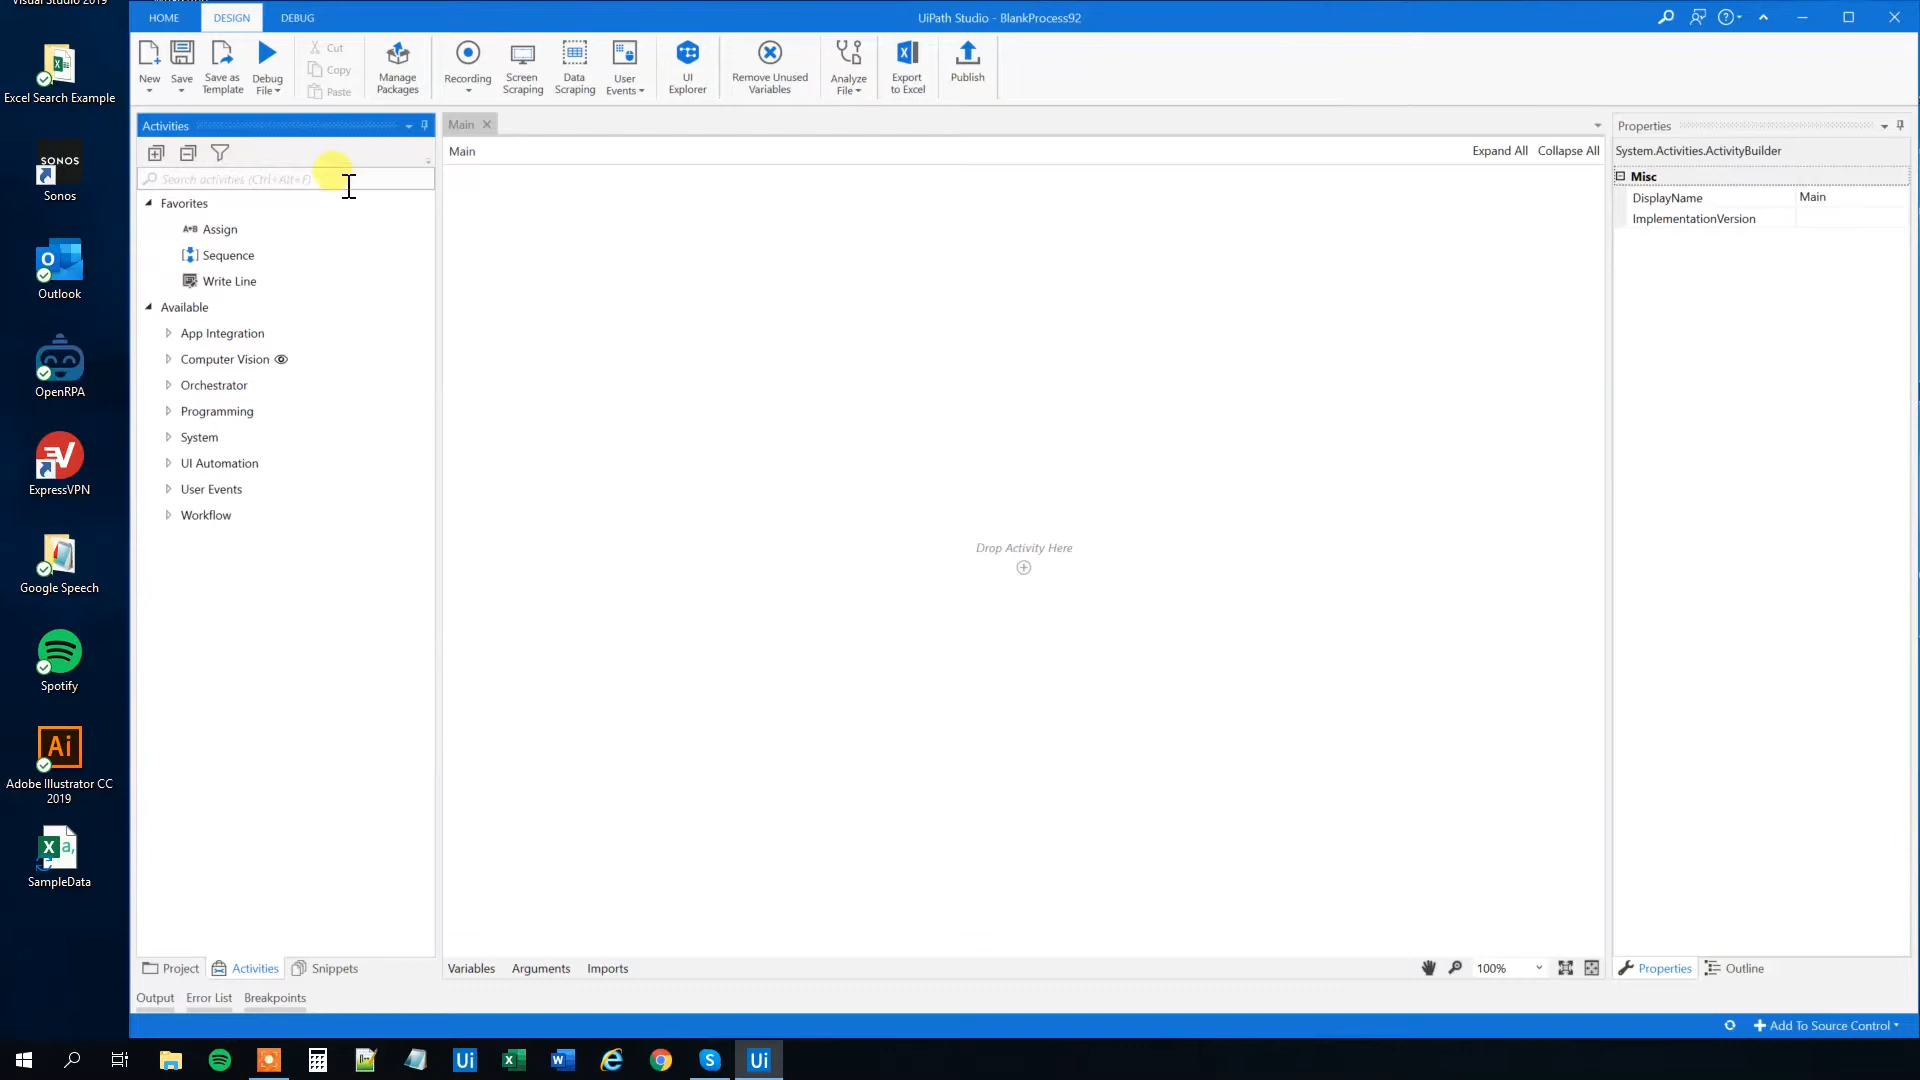 Visual Studio 2019
HOME
DESIGN
DEBUG
UiPath Studio - BlankProcess92
New
Save
Save as
Template
Debug
File
Cut
Copy
Paste
Manage
Packages
Recording
Screen
Scraping
Data
Scraping
User
Events
UI
Explorer
Remove Unused
Variables
Analyze
File
Export
to Excel
Publish
Excel Search Example
SONOS
Sonos
Outlook
OpenRPA
ExpressVPN
Google Speech
Spotify
Ai
Adobe Illustrator CC
2019
X a,
SampleData
Activities
Search activities (Ctrl+Alt+F)
Favorites
A*B Assign
Sequence
Write Line
Available
App Integration
Computer Vision
Orchestrator
Programming
System
UI Automation
User Events
Workflow
Main
Main
Expand All
Collapse All
Drop Activity Here
Properties
System.Activities.ActivityBuilder
Misc
DisplayName
Main
ImplementationVersion
Project
Activities
Snippets
Variables
Arguments
Imports
100%
Properties
Outline
Output
Error List
Breakpoints
Add To Source Control
Ui
Ui